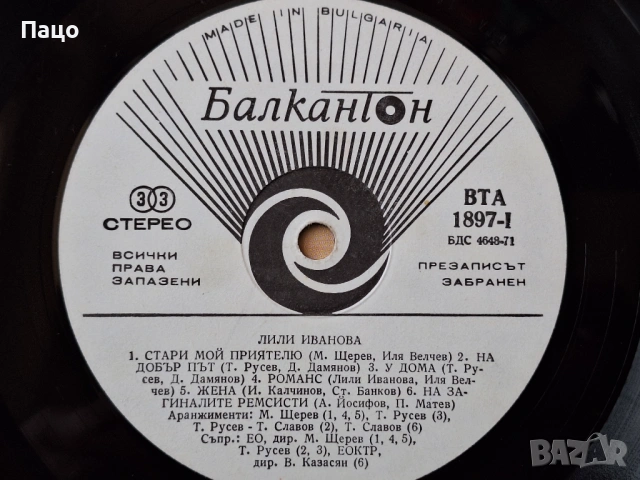 Пацо
MADE IN BULGARIA
Балкантон
33
СТЕРЕО
ВТА
1897-I
БДС 4648-71
ВСИЧКИ
ПРАВА
ЗАПАЗЕНИ
ПРЕЗАПИСЪТ
ЗАБРАНЕН
ЛИЛИ ИВАНОВА
1. СТАРИ МОЙ ПРИЯТЕЛЮ (М. Щерев, Иля Велчев) 2. НА
ДОБЪР ПЪТ (Т. Русев, Д. Дамянов) 3. У ДОМА (Т. Ру-
сев, Д. Дамянов) 4. РОМАНС (Лили Иванова, Иля Вел-
чев) 5. ЖЕНА (И. Калчинов, Ст. Банков) 6. НА ЗА-
ГИНАЛИТЕ РЕМСИСТИ (А. Йосифов, П. Матев)
Аранжименти: М. Щерев (1, 4, 5), Т. Русев (3),
Т. Русев - Т. Славов (2), Т. Славов (6)
Съпр.: ЕО, дир. М. Щерев (1, 4, 5),
Т. Русев (2, 3), ЕОКТР,
дир. В. Казасян (6)
BAZAR.bg